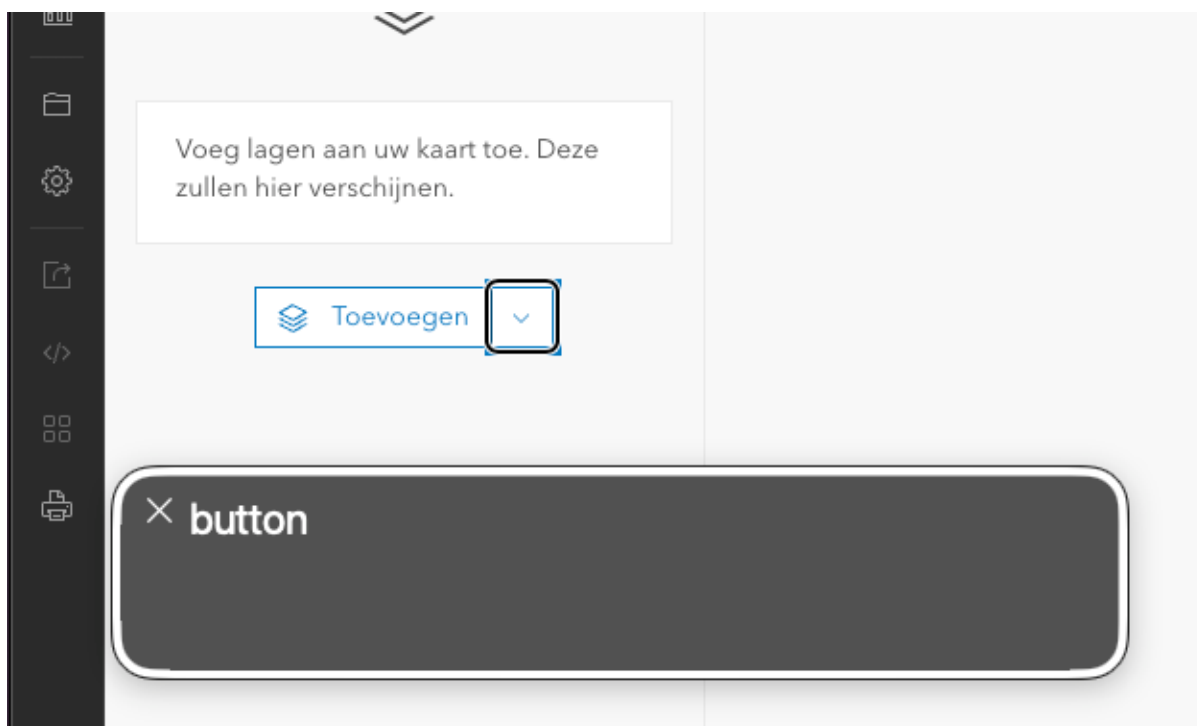 Voeg lagen aan uw kaart toe. Deze
zullen hier verschijnen.
Toevoegen
button